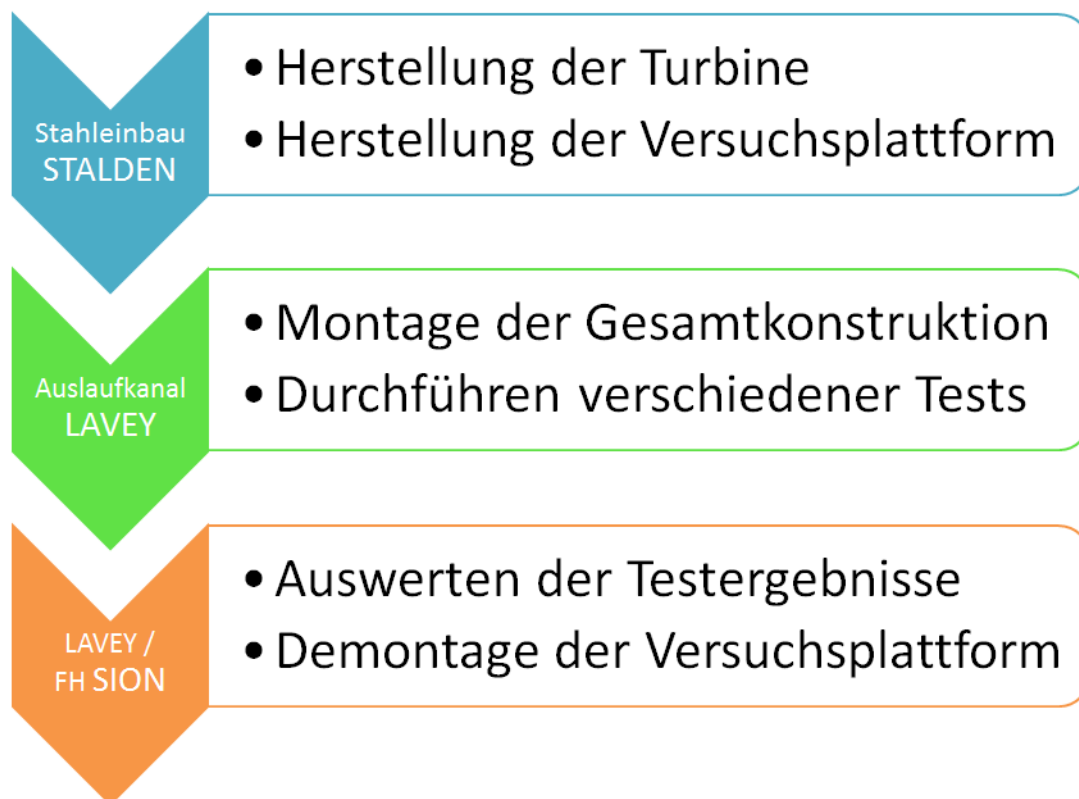 Stahleinbau
STALDEN
• Herstellung der Turbine
• Herstellung der Versuchsplattform
Auslaufkanal
LAVEY
• Montage der Gesamtkonstruktion
• Durchführen verschiedener Tests
LAVEY /
FH SION
• Auswerten der Testergebnisse
• Demontage der Versuchsplattform